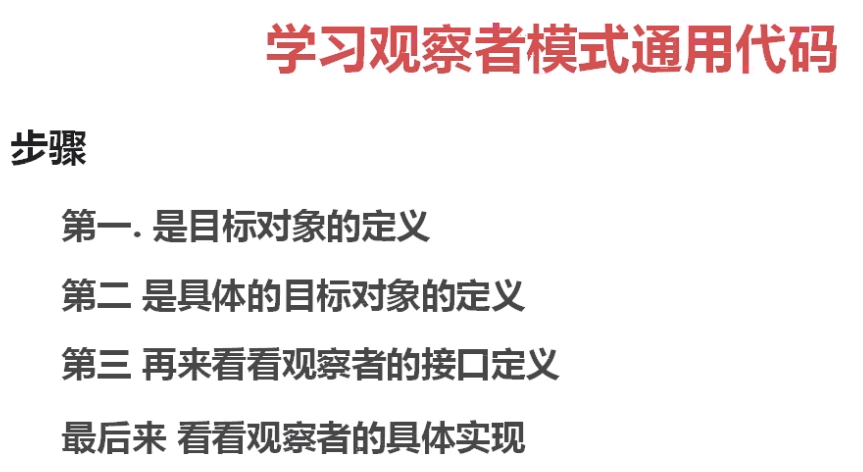 学习观察者模式通用代码
步骤
第一. 是目标对象的定义
第二 是具体的目标对象的定义
第三 再来看看观察者的接口定义
最后来 看看观察者的具体实现